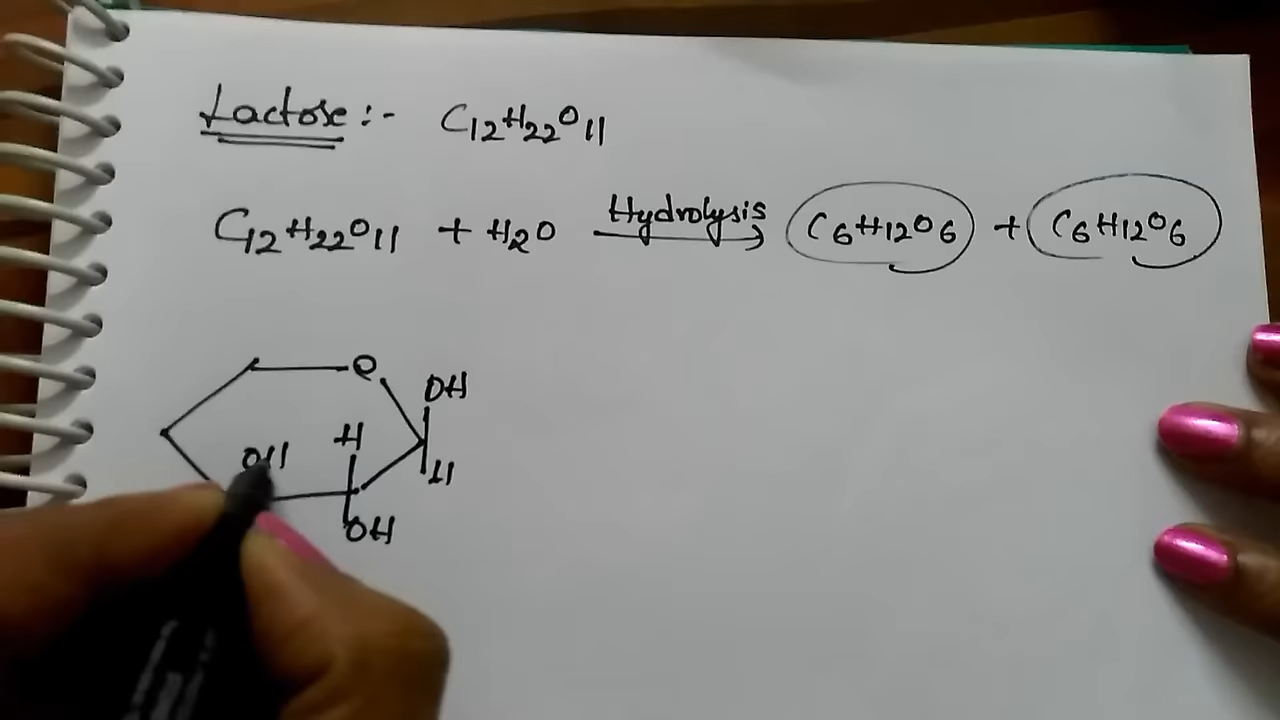 Lactose :- C12H22O11
C12H22O11 + H2O Hydrolysis C6H12O6 + C6H12O6
O
OH
H
OH
H
OH